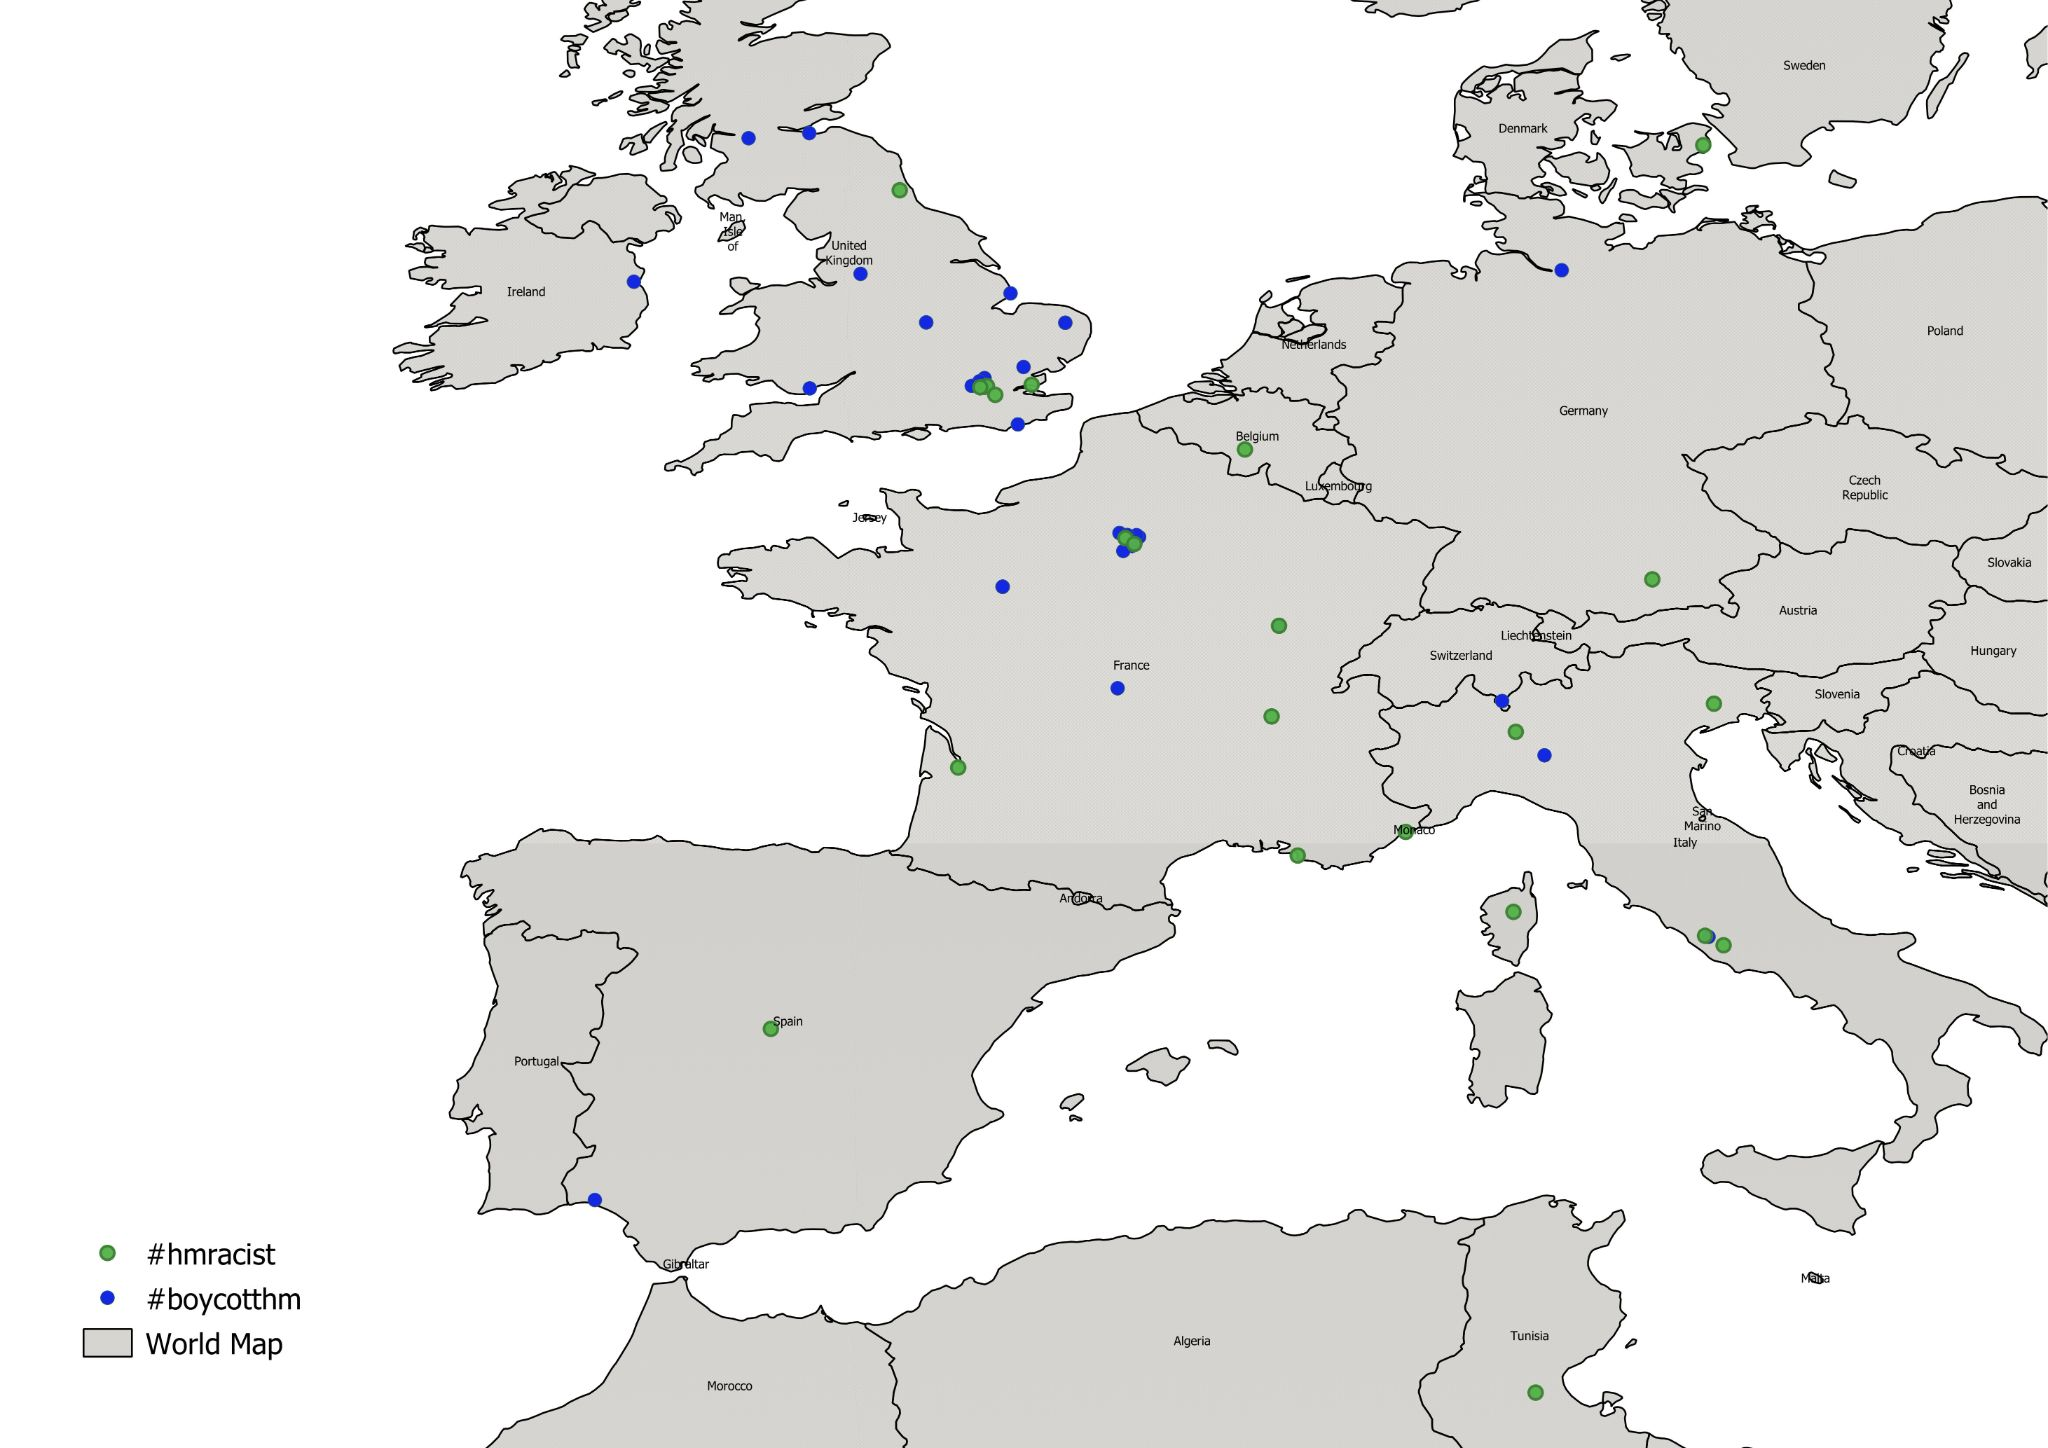 Sweden
Denmark
Man,
Isle
of
United
Kingdom
Ireland
Netherlands
Poland
Germany
Belgium
Luxembourg
Czech
Republic
Jersey
Slovakia
Austria
Liechtenstein
Switzerland
Hungary
France
Slovenia
Croatia
Bosnia
and
Herzegovina
San
Marino
Monaco
Italy
Andorra
Spain
Portugal
Gibraltar
Malta
Algeria
Tunisia
Morocco
#hmracist
#boycotthm
World Map